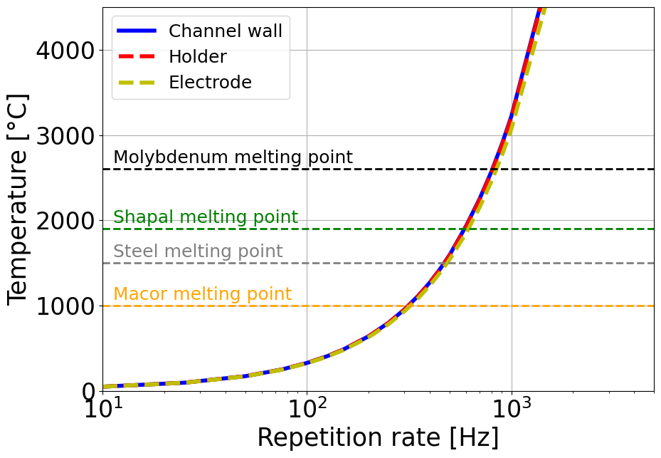 Channel wall
Holder
Electrode
Temperature [°C]
4000
3000
2000
1000
0
Molybdenum melting point
Shapal melting point
Steel melting point
Macor melting point
10¹
10²
10³
Repetition rate [Hz]